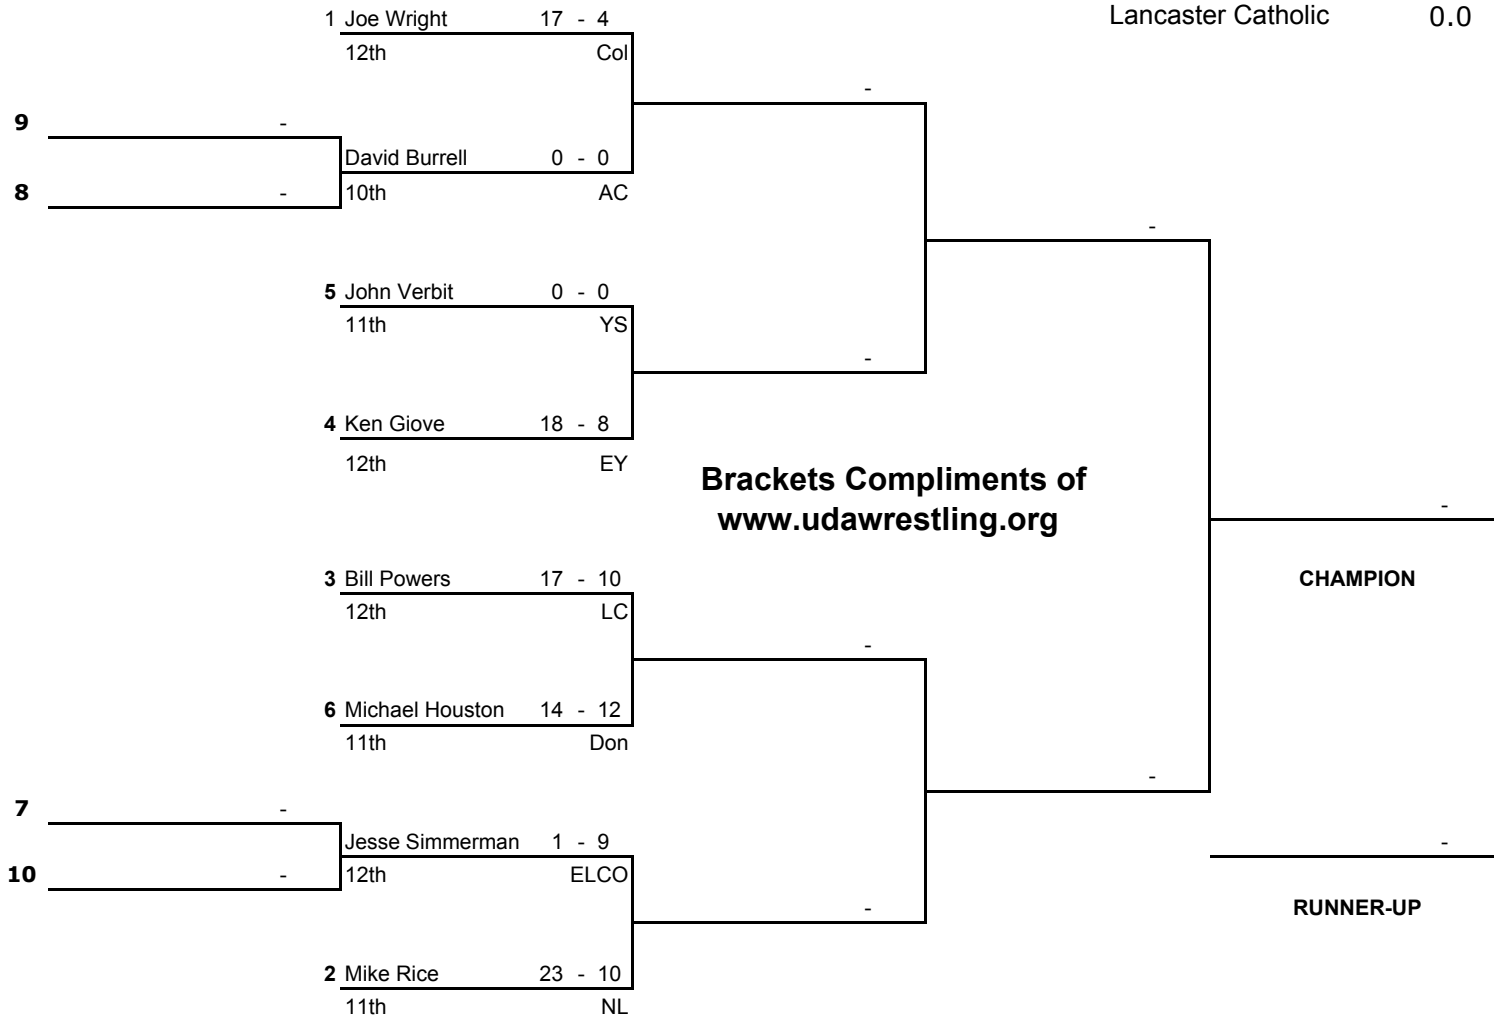 1 Joe Wright 17 - 4
Lancaster Catholic 0.0
12th Col
-
9 -
David Burrell 0 - 0
8 - 10th AC
-
5 John Verbit 0 - 0
11th YS
-
4 Ken Giove 18 - 8
12th EY
Brackets Compliments of
www.udawrestling.org
-
3 Bill Powers 17 - 10
CHAMPION
12th LC
-
6 Michael Houston 14 - 12
11th Don
-
7 -
Jesse Simmerman 1 - 9
-
10 - 12th ELCO
-
RUNNER-UP
2 Mike Rice 23 - 10
11th NL